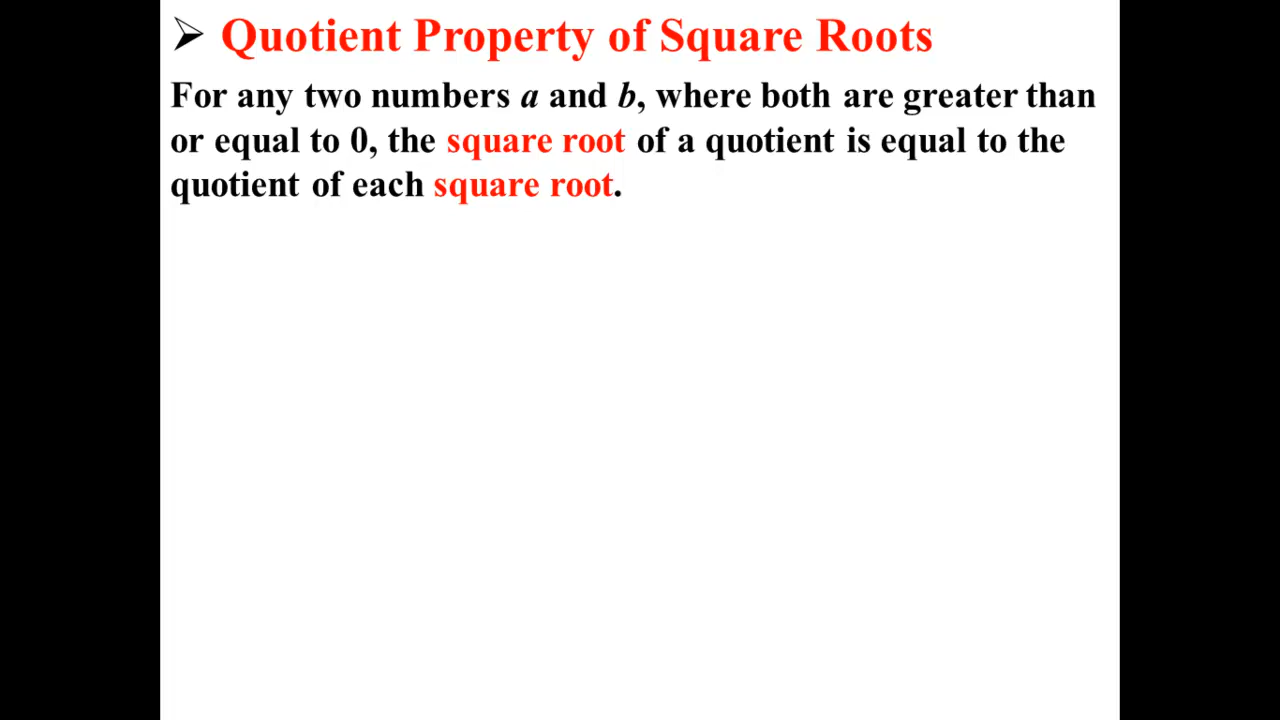 Quotient Property of Square Roots
For any two numbers a and b, where both are greater than
or equal to 0, the square root of a quotient is equal to the
quotient of each square root.